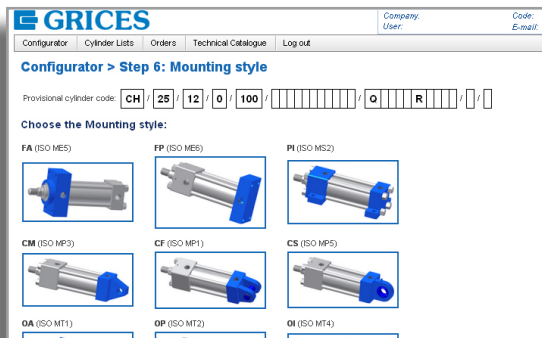 GRICES
Company:
Code:
User:
E-mail:
Configurator Cylinder Lists Orders Technical Catalogue Log out
Configurator > Step 6: Mounting style
Provisional cylinder code: CH / 25 / 12 / 0 / 100 / / Q R / /
Choose the Mounting style:
FA (ISO ME5) FP (ISO ME6) PI (ISO MS2)
CM (ISO MP3) CF (ISO MP1) CS (ISO MP5)
OA (ISO MT1) OP (ISO MT2) OI (ISO MT4)